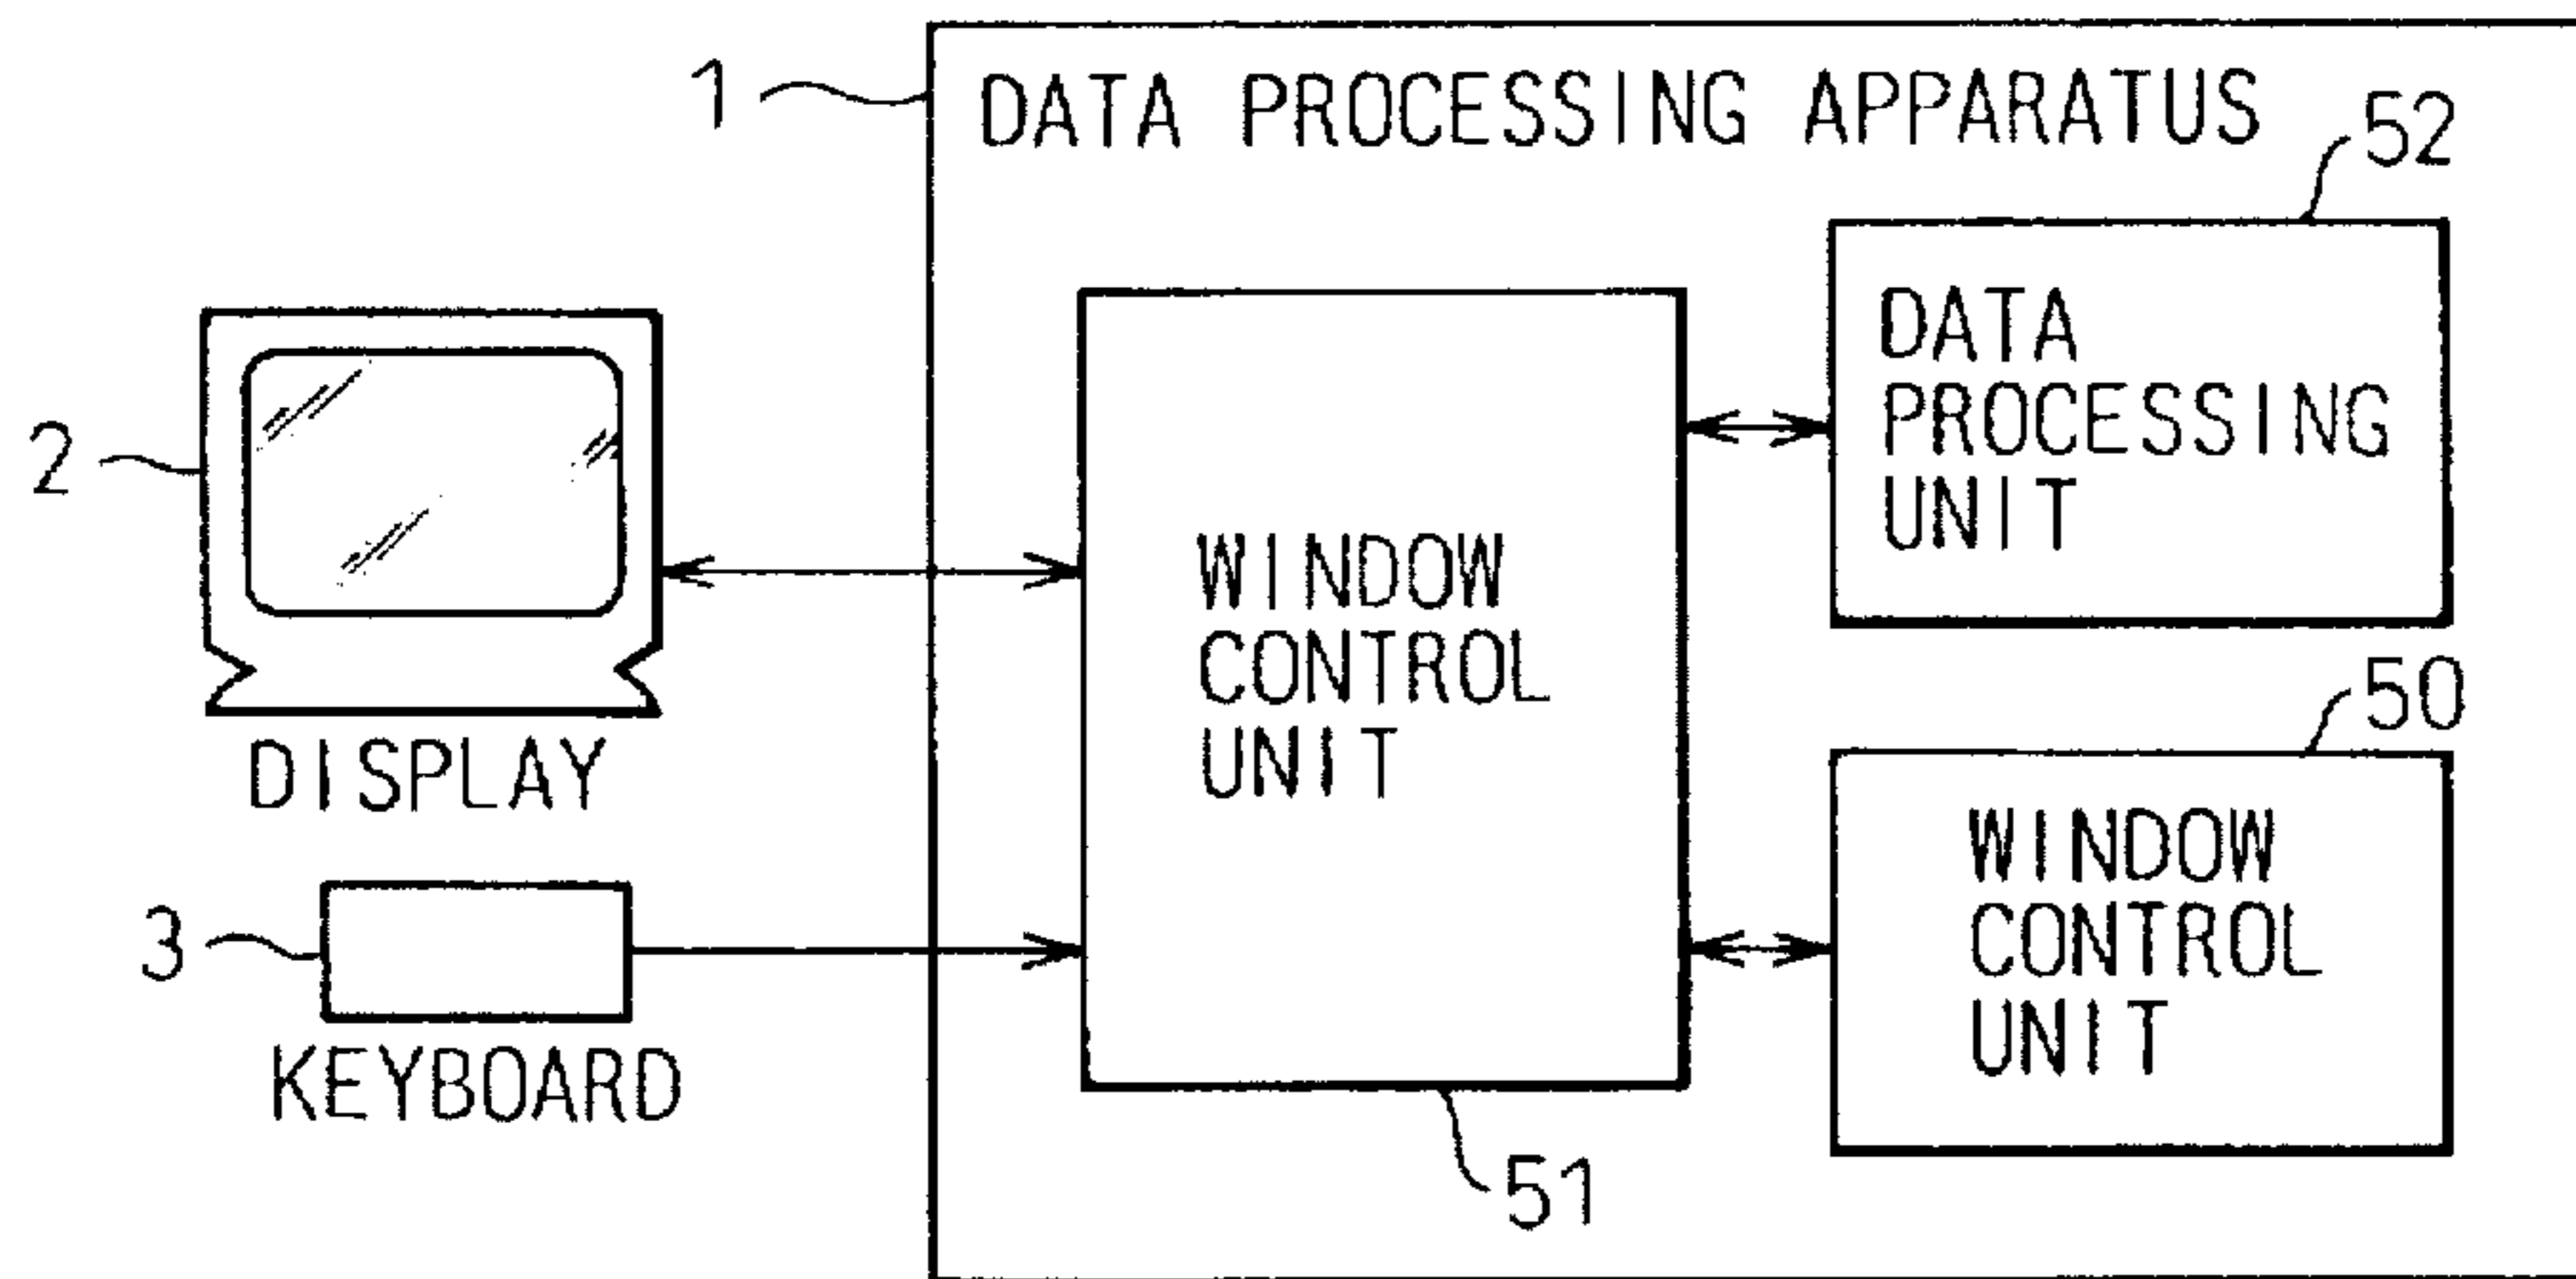 1
DATA PROCESSING APPARATUS
52
DATA
PROCESSING
UNIT
2
WINDOW
CONTROL
UNIT
DISPLAY
50
WINDOW
CONTROL
UNIT
3
KEYBOARD
51